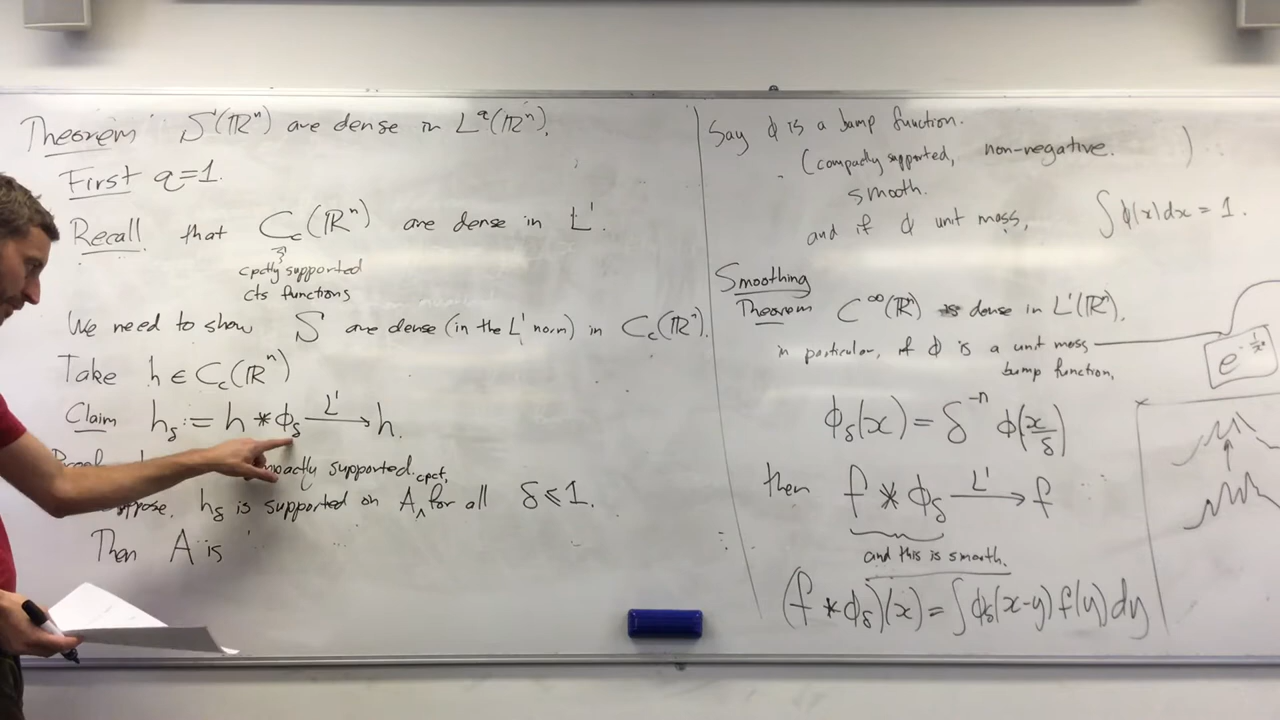 Theorem S(ℝⁿ) are dense in L^q(ℝⁿ).
First q=1.
Recall that C_c(ℝⁿ) are dense in L¹.
cpctly supported
cts functions
We need to show S are dense (in the L¹ norm) in C_c(ℝⁿ).
Take h ∈ C_c(ℝⁿ)
Claim h_δ := h * ϕ_δ —L¹→ h.
supported. cpct,
h_δ is supported on A, for all δ ⩽ 1.
Then A is
Say ϕ is a bump function.
(compactly supported, non-negative. )
smooth.
and if ϕ unit mass, ∫ϕ(x)dx = 1.
Smoothing
Theorem C^∞(ℝⁿ) is dense in L¹(ℝⁿ).
in particular, if ϕ is a unit mass
bump function,
ϕ_δ(x) = δ^{-n} ϕ(x/δ)
then f * ϕ_δ —L¹→ f
and this is smooth.
(f * ϕ_δ)(x) = ∫ϕ_δ(x-y) f(y) dy